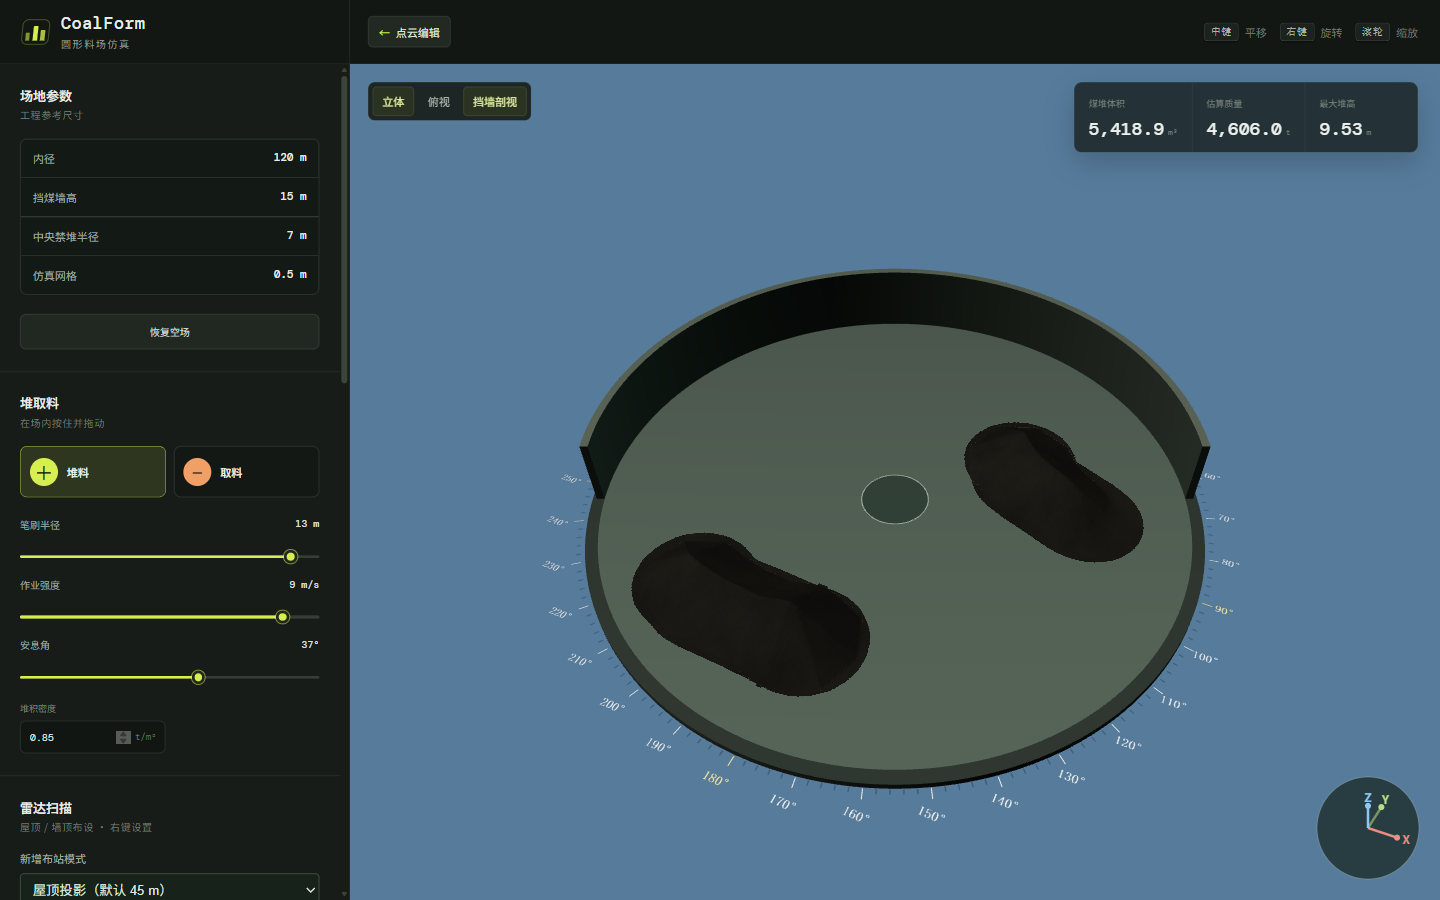 CoalForm
圆形料场仿真
← 点云编辑
中键 平移 右键 旋转 滚轮 缩放
场地参数
工程参考尺寸
内径 120 m
挡煤墙高 15 m
中央禁堆半径 7 m
仿真网格 0.5 m
恢复空场
堆取料
在场内按住并拖动
+ 堆料
− 取料
笔刷半径 13 m
作业强度 9 m/s
安息角 37°
堆积密度
0.85 t/m³
雷达扫描
屋顶 / 墙顶布设 · 右键设置
新增布站模式
屋顶投影（默认 45 m）
立体 俯视 挡墙剖视
煤堆体积 估算质量 最大堆高
5,418.9 m³ 4,606.0 t 9.53 m
250°
240°
230°
220°
210°
200°
190°
180°
170°
160°
150°
140°
130°
120°
110°
100°
90°
80°
70°
60°
Z Y X